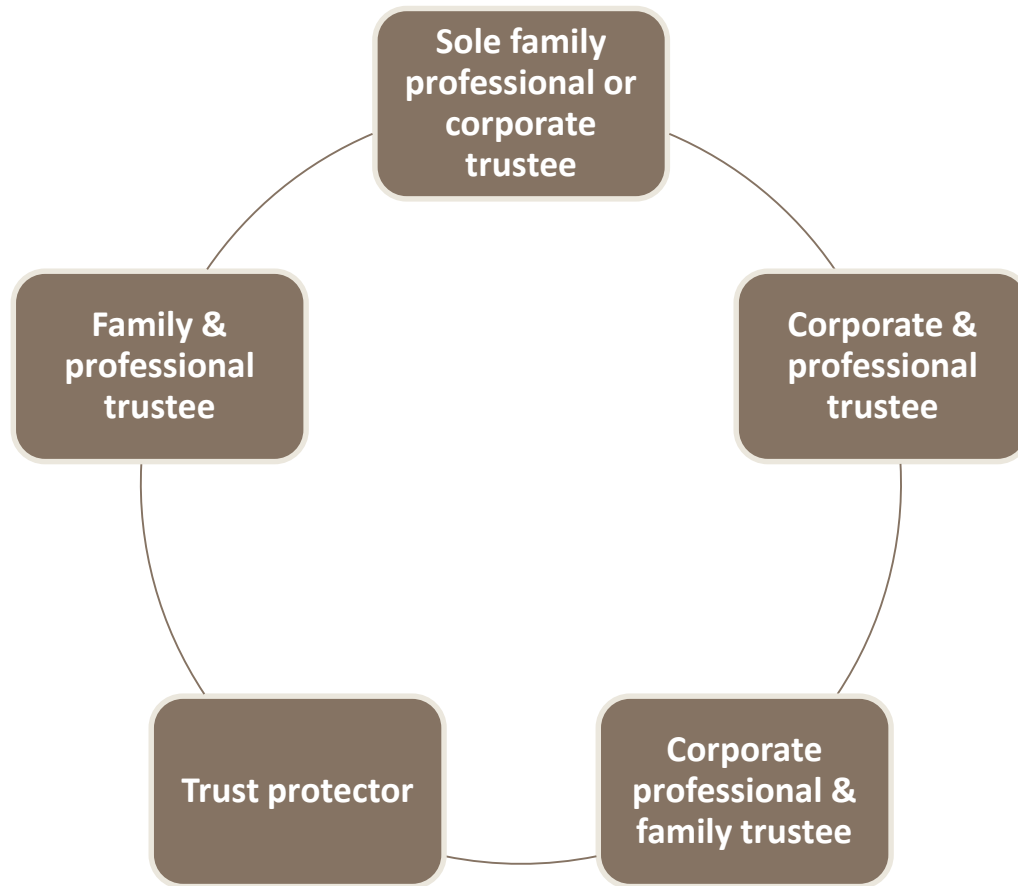 Sole family
professional or
corporate
trustee
Family &
professional
trustee
Corporate &
professional
trustee
Trust protector
Corporate
professional &
family trustee